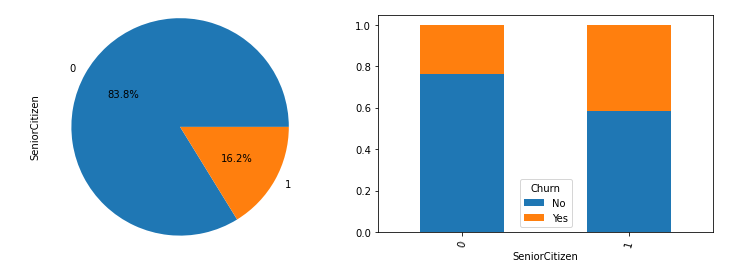 SeniorCitizen
0
83.8%
16.2%
1
1.0
0.8
0.6
0.4
0.2
0.0
Churn
No
Yes
0
1
SeniorCitizen